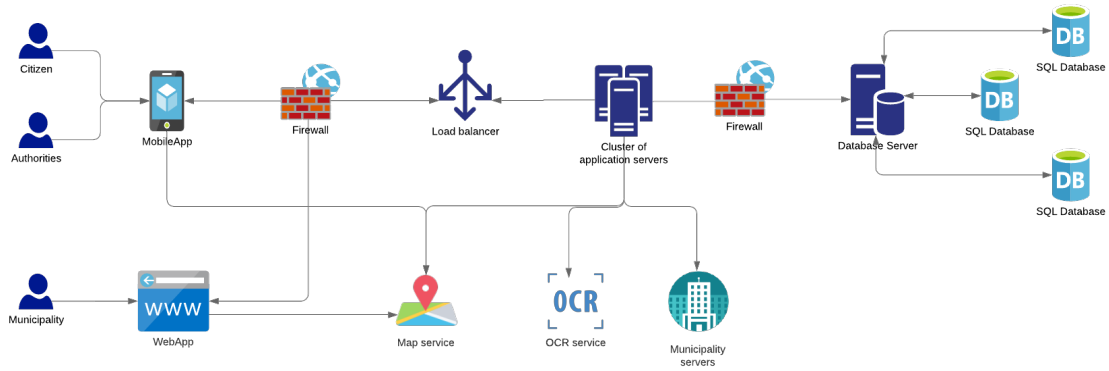 Citizen
Authorities
MobileApp
Firewall
Load balancer
Cluster of
application servers
Firewall
Database Server
DB
SQL Database
DB
SQL Database
DB
SQL Database
Municipality
WWW
WebApp
Map service
OCR
OCR service
Municipality
servers